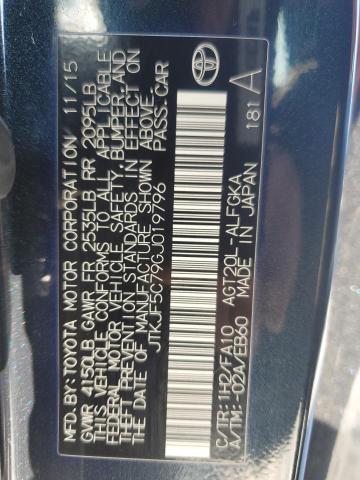 MFD.BY:TOYOTA MOTOR CORPORATION 11/15
GVWR 4150LB GAWR FR. 2535LB RR 2095LB
THIS VEHICLE CONFORMS TO ALL APPLICABLE
FEDERAL MOTOR VEHICLE SAFETY,BUMPER,AND
THEFT PREVENTION STANDARDS IN EFFECT ON
THE DATE OF MANUFACTURE SHOWN ABOVE.
JTKJF5C79GJ019796 PASS.CAR
C/TR:1H2/FA10 AGT20L-ALFGKA
A/TM:-02A/EB60 MADE IN JAPAN 181 A
TOYOTA